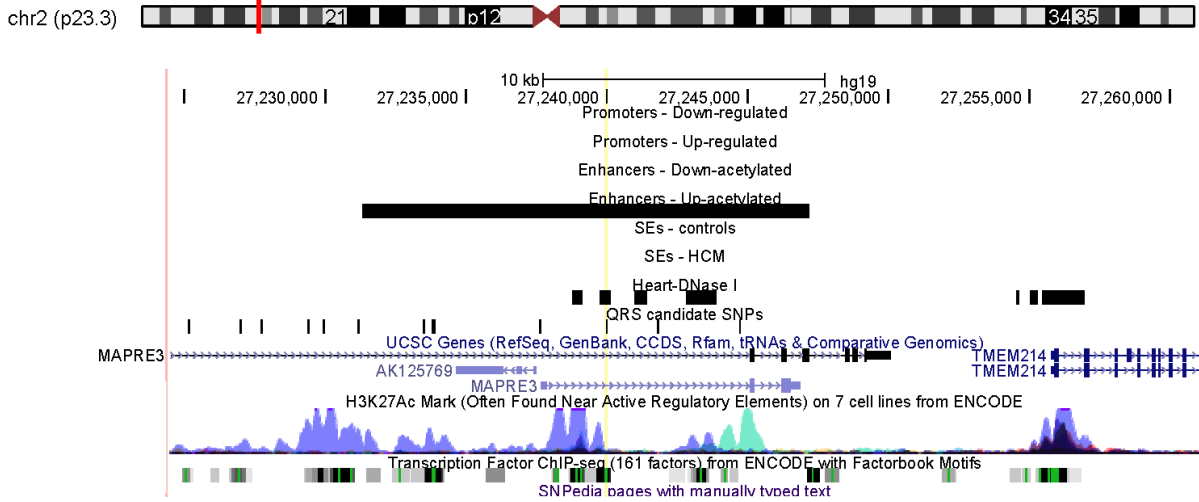 chr2 (p23.3) 21 p12 34 35
10 kb hg19
27,230,000 27,235,000 27,240,000 27,245,000 27,250,000 27,255,000 27,260,000
Promoters - Down-regulated
Promoters - Up-regulated
Enhancers - Down-acetylated
Enhancers - Up-acetylated
SEs - controls
SEs - HCM
Heart-DNase I
QRS candidate SNPs
UCSC Genes (RefSeq, GenBank, CCDS, Rfam, tRNAs & Comparative Genomics)
MAPRE3 TMEM214
AK125769 TMEM214
MAPRE3
H3K27Ac Mark (Often Found Near Active Regulatory Elements) on 7 cell lines from ENCODE
Transcription Factor ChIP-seq (161 factors) from ENCODE with Factorbook Motifs
SNPedia pages with manually typed text